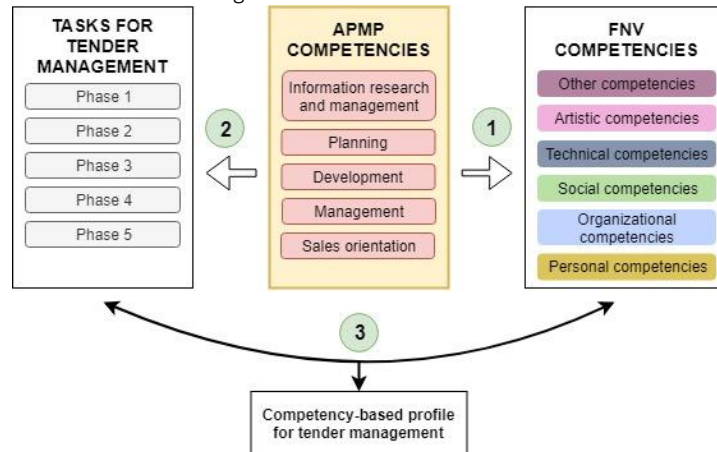 TASKS FOR
TENDER
MANAGEMENT
Phase 1
Phase 2
Phase 3
Phase 4
Phase 5
2
APMP
COMPETENCIES
Information research
and management
Planning
Development
Management
Sales orientation
1
FNV
COMPETENCIES
Other competencies
Artistic competencies
Technical competencies
Social competencies
Organizational
competencies
Personal competencies
3
Competency-based profile
for tender management